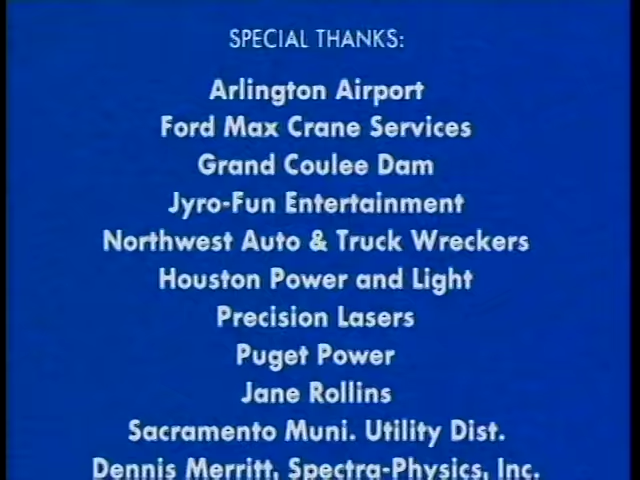 SPECIAL THANKS:
Arlington Airport
Ford Max Crane Services
Grand Coulee Dam
Jyro-Fun Entertainment
Northwest Auto & Truck Wreckers
Houston Power and Light
Precision Lasers
Puget Power
Jane Rollins
Sacramento Muni. Utility Dist.
Dennis Merritt, Spectra-Physics, Inc.